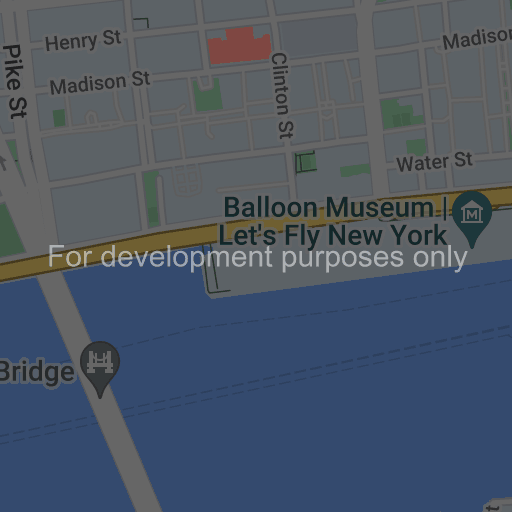 Henry St
Madison St
Madison
Pike St
Clinton St
Water St
Balloon Museum |
Let's Fly New York
For development purposes only
Bridge